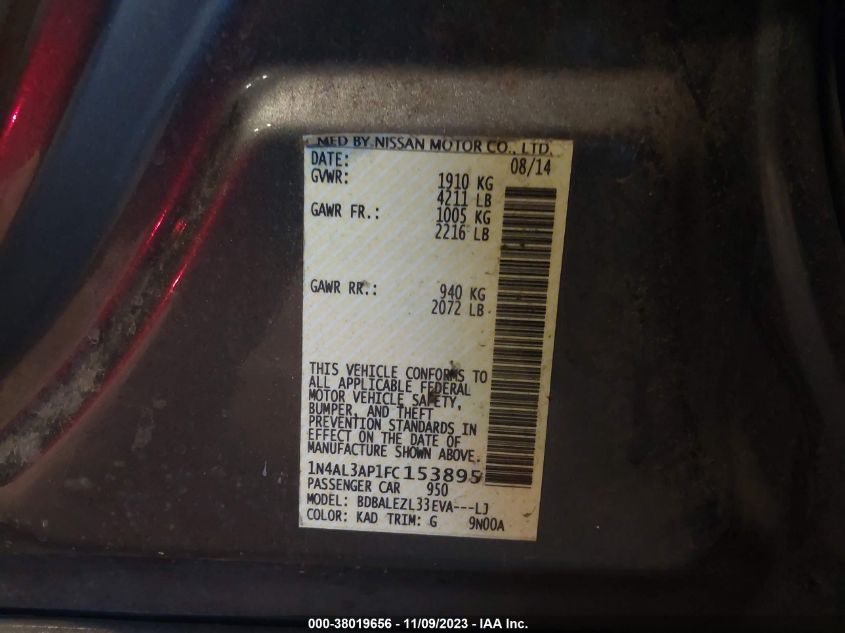 MFD BY NISSAN MOTOR CO., LTD.
DATE: 08/14
GVWR: 1910 KG
4211 LB
GAWR FR.: 1005 KG
2216 LB
GAWR RR.: 940 KG
2072 LB
THIS VEHICLE CONFORMS TO
ALL APPLICABLE FEDERAL
MOTOR VEHICLE SAFETY,
BUMPER, AND THEFT
PREVENTION STANDARDS IN
EFFECT ON THE DATE OF
MANUFACTURE SHOWN ABOVE.
1N4AL3AP1FC153895
PASSENGER CAR 950
MODEL: BDBALEZL33EVA---LJ
COLOR: KAD TRIM: G 9N00A
000-38019656 - 11/09/2023 - IAA Inc.